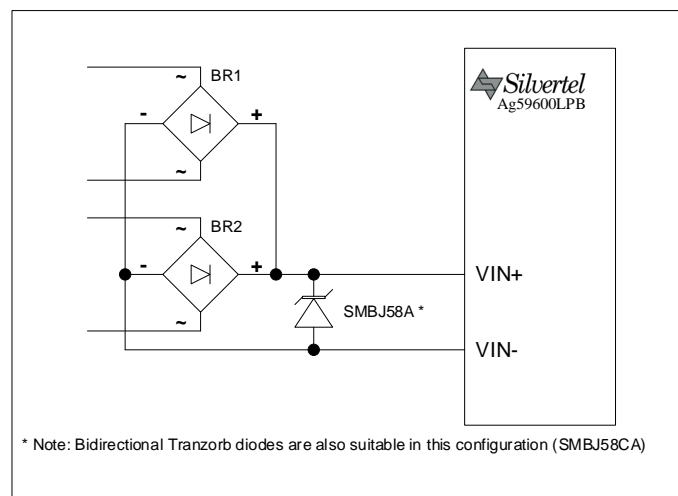 ~
BR1
-
+
~
~
BR2
-
+
~
Silvertel
Ag59600LPB
VIN+
SMBJ58A *
VIN-
* Note: Bidirectional Tranzorb diodes are also suitable in this configuration (SMBJ58CA)